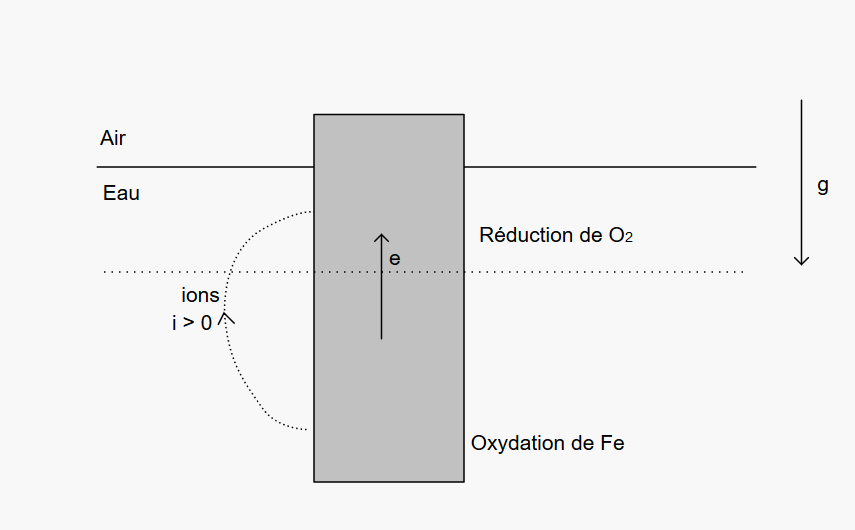 Air
Eau
g
Réduction de O₂
e
ions
i > 0
Oxydation de Fe